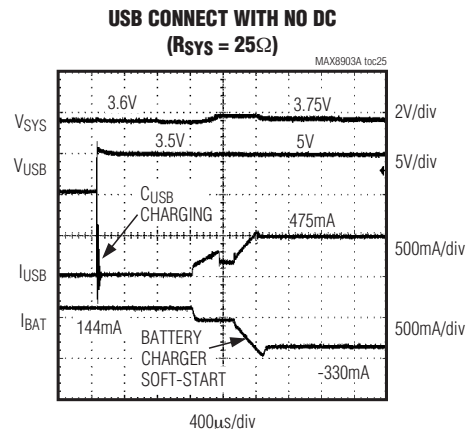 USB CONNECT WITH NO DC
(RSYS = 25Ω)
MAX8903A toc25
3.6V
3.75V
2V/div
VSYS
3.5V
5V
VUSB
5V/div
CUSB
CHARGING
475mA
IUSB
500mA/div
IBAT
144mA
BATTERY
CHARGER
SOFT-START
500mA/div
-330mA
400µs/div